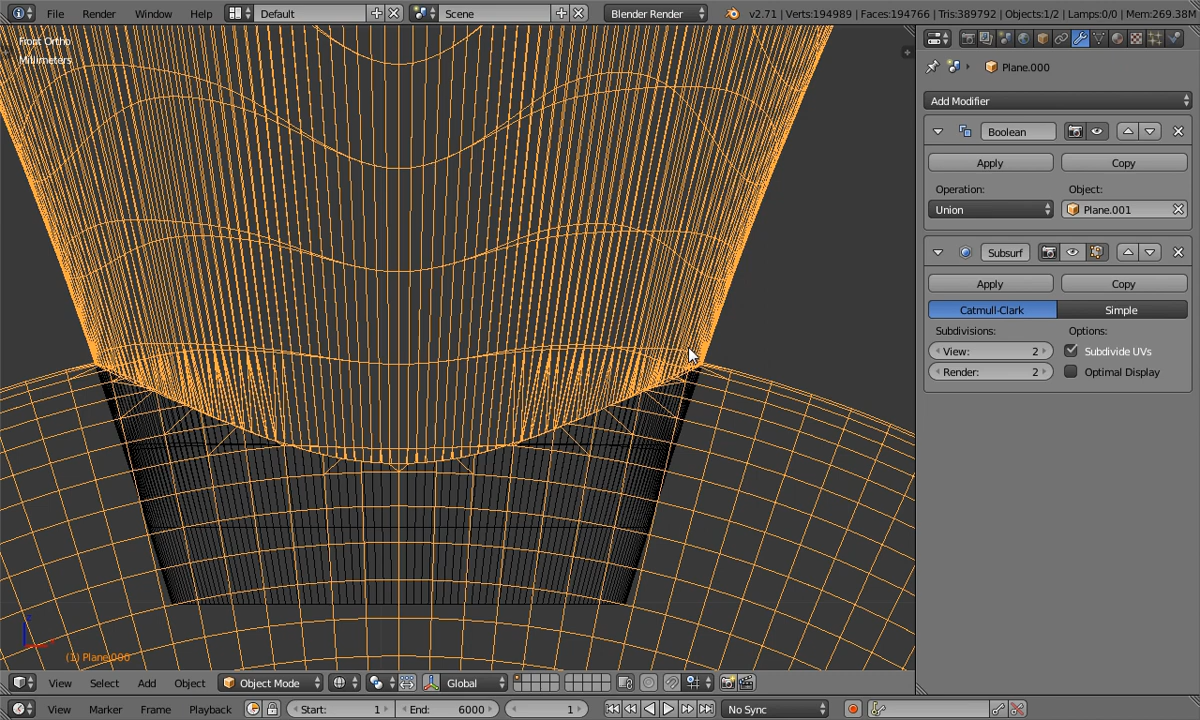 File Render Window Help Default Scene Blender Render v2.71 | Verts:194989 | Faces:194766 | Tris:389792 | Objects:1/2 | Lamps:0/0 | Mem:269.38M
Front Ortho
Millimeters
Plane.000
Add Modifier
Boolean
Apply Copy
Operation: Object:
Union Plane.001
Subsurf
Apply Copy
Catmull-Clark Simple
Subdivisions: Options:
View: 2 Subdivide UVs
Render: 2 Optimal Display
(1) Plane.000
View Select Add Object Object Mode Global
View Marker Frame Playback Start: 1 End: 6000 1 No Sync